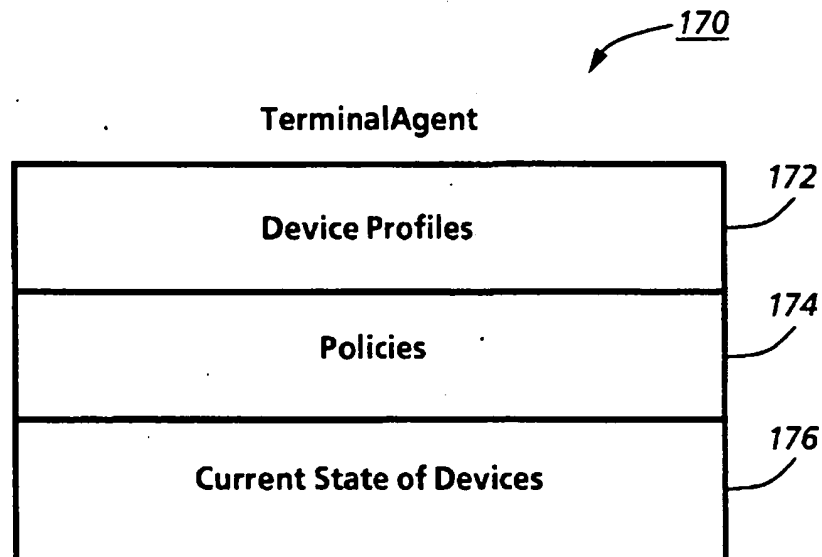 170
TerminalAgent
172
Device Profiles
174
Policies
176
Current State of Devices